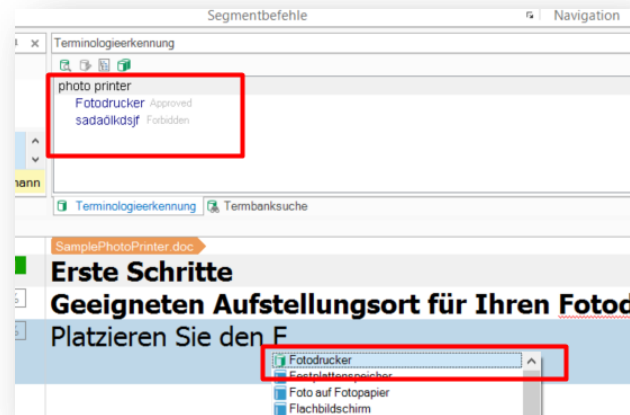 Segmentbefehle
Navigation
Terminologieerkennung
photo printer
Fotodrucker Approved
sadaölkdsjf Forbidden
Terminologieerkennung Termbanksuche
SamplePhotoPrinter.doc
Erste Schritte
Geeigneten Aufstellungsort für Ihren Fotod
Platzieren Sie den F
Fotodrucker
Festplattenspeicher
Foto auf Fotopapier
Flachbildschirm